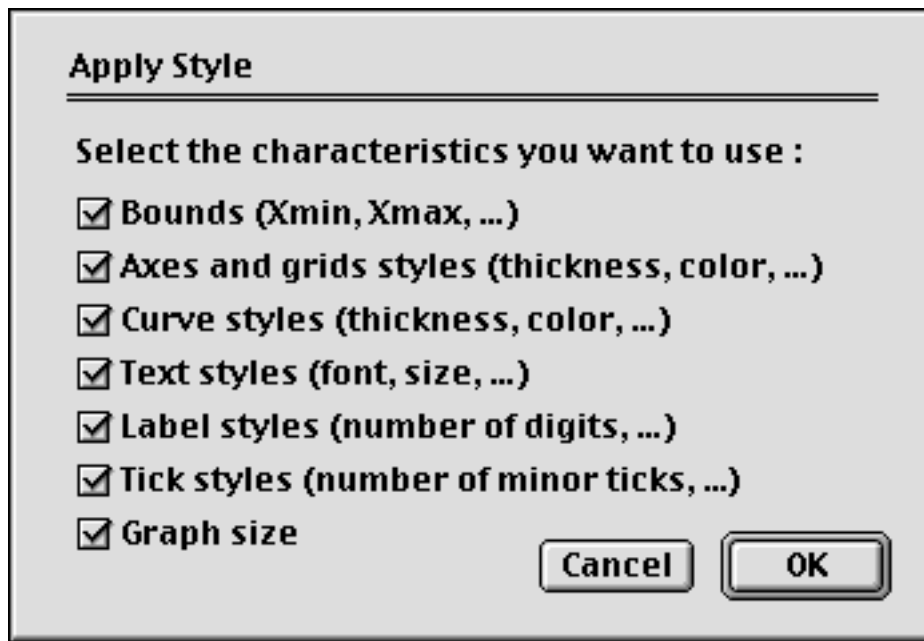 Apply Style
Select the characteristics you want to use :
Bounds (Xmin, Xmax, ...)
Axes and grids styles (thickness, color, ...)
Curve styles (thickness, color, ...)
Text styles (font, size, ...)
Label styles (number of digits, ...)
Tick styles (number of minor ticks, ...)
Graph size
Cancel OK